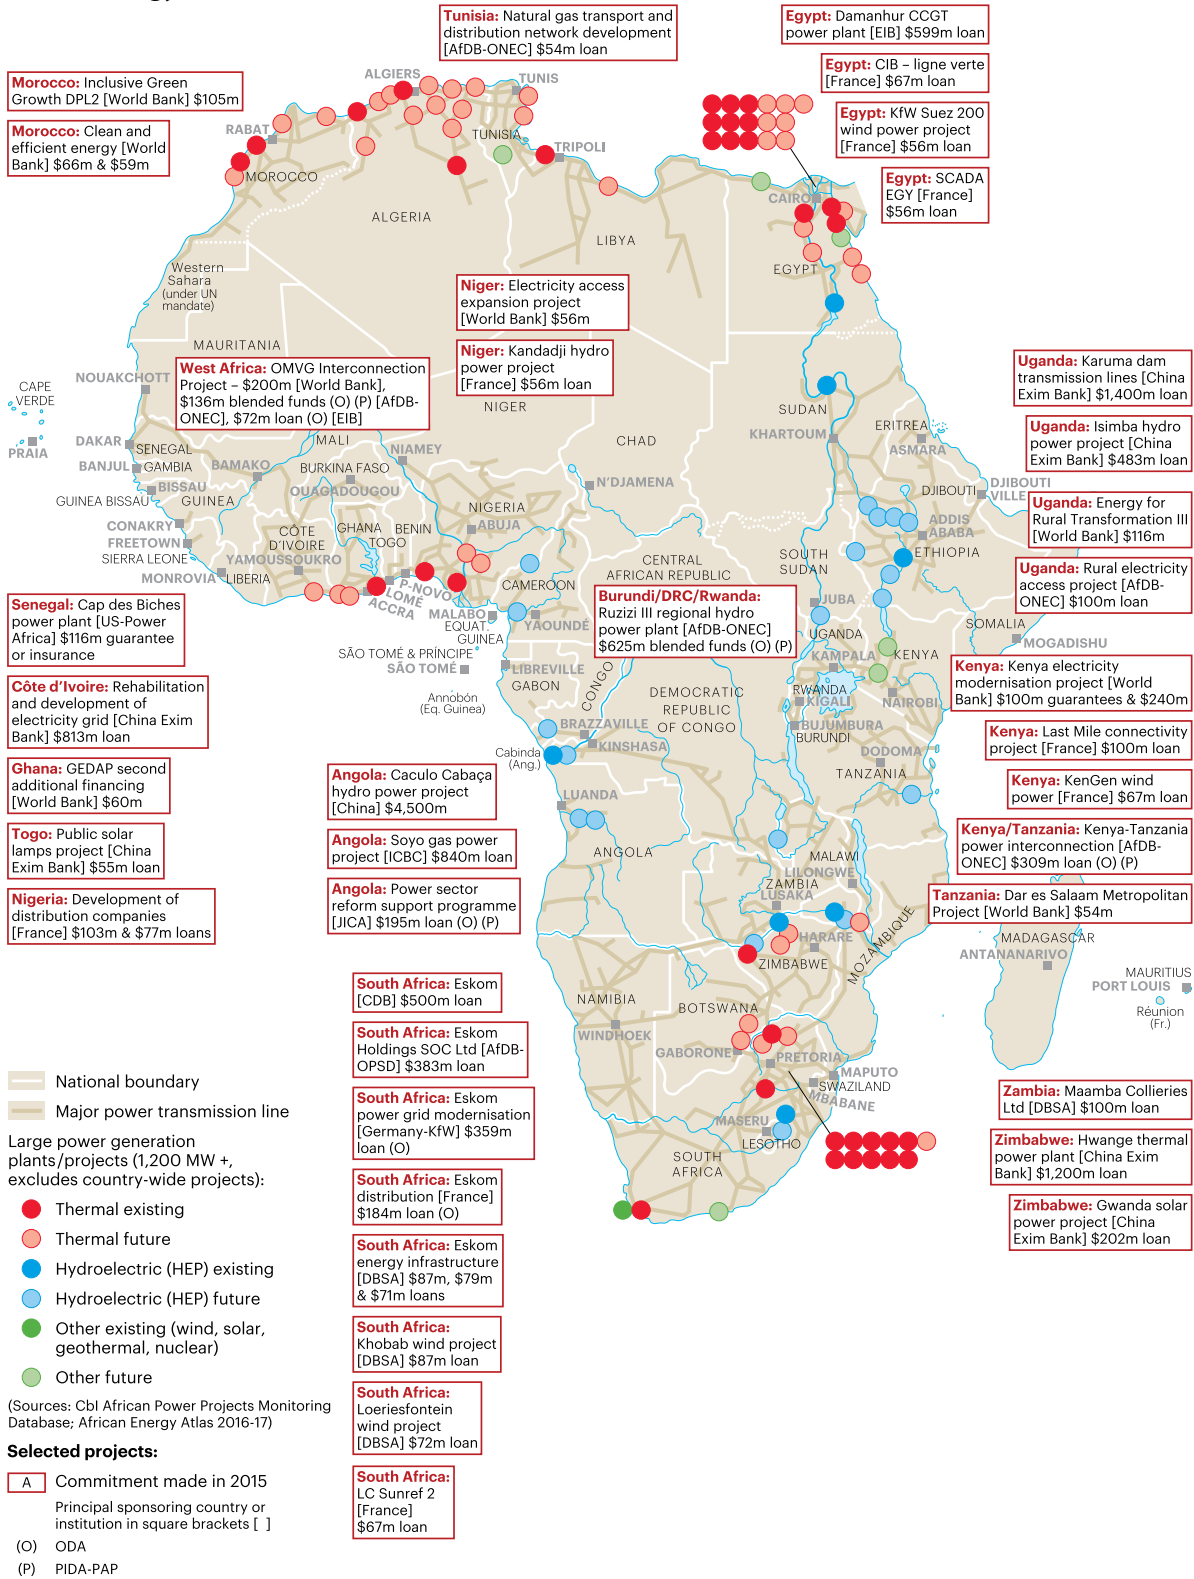 Tunisia: Natural gas transport and
distribution network development
[AfDB-ONEC] $54m loan
Egypt: Damanhur CCGT
power plant [EIB] $599m loan
Egypt: CIB – ligne verte
[France] $67m loan
Egypt: KfW Suez 200
wind power project
[France] $56m loan
Egypt: SCADA
EGY [France]
$56m loan
Morocco: Inclusive Green
Growth DPL2 [World Bank] $105m
Morocco: Clean and
efficient energy [World
Bank] $66m & $59m
ALGIERS
TUNIS
RABAT
TUNISIA
TRIPOLI
MOROCCO
CAIRO
ALGERIA
LIBYA
EGYPT
Western
Sahara
(under UN
mandate)
Niger: Electricity access
expansion project
[World Bank] $56m
Niger: Kandadji hydro
power project
[France] $56m loan
MAURITANIA
West Africa: OMVG Interconnection
Project – $200m [World Bank],
$136m blended funds (O) (P) [AfDB-
ONEC], $72m loan (O) [EIB]
NOUAKCHOTT
CAPE
VERDE
PRAIA
DAKAR
SENEGAL
BANJUL
GAMBIA
BISSAU
GUINEA BISSAU
GUINEA
BAMAKO
MALI
BURKINA FASO
OUAGADOUGOU
NIAMEY
NIGER
CHAD
N'DJAMENA
SUDAN
KHARTOUM
ERITREA
ASMARA
DJIBOUTI
DJIBOUTI
VILLE
ADDIS
ABABA
ETHIOPIA
NIGERIA
ABUJA
CONAKRY
FREETOWN
SIERRA LEONE
MONROVIA
LIBERIA
CÔTE
D'IVOIRE
YAMOUSSOUKRO
GHANA
TOGO
BENIN
P-NOVO
LOMÉ
ACCRA
MALABO
EQUAT.
GUINEA
CAMEROON
YAOUNDÉ
CENTRAL
AFRICAN REPUBLIC
SOUTH
SUDAN
JUBA
UGANDA
KAMPALA
SOMALIA
MOGADISHU
KENYA
NAIROBI
Uganda: Karuma dam
transmission lines [China
Exim Bank] $1,400m loan
Uganda: Isimba hydro
power project [China
Exim Bank] $483m loan
Uganda: Energy for
Rural Transformation III
[World Bank] $116m
Uganda: Rural electricity
access project [AfDB-
ONEC] $100m loan
Burundi/DRC/Rwanda:
Ruzizi III regional hydro
power plant [AfDB-ONEC]
$625m blended funds (O) (P)
Kenya: Kenya electricity
modernisation project [World
Bank] $100m guarantees & $240m
Kenya: Last Mile connectivity
project [France] $100m loan
Kenya: KenGen wind
power [France] $67m loan
Kenya/Tanzania: Kenya-Tanzania
power interconnection [AfDB-
ONEC] $309m loan (O) (P)
Tanzania: Dar es Salaam Metropolitan
Project [World Bank] $54m
Senegal: Cap des Biches
power plant [US-Power
Africa] $116m guarantee
or insurance
Côte d'Ivoire: Rehabilitation
and development of
electricity grid [China Exim
Bank] $813m loan
Ghana: GEDAP second
additional financing
[World Bank] $60m
Togo: Public solar
lamps project [China
Exim Bank] $55m loan
Nigeria: Development of
distribution companies
[France] $103m & $77m loans
SÃO TOMÉ & PRÍNCIPE
SÃO TOMÉ
LIBREVILLE
GABON
Annobón
(Eq. Guinea)
CONGO
DEMOCRATIC
REPUBLIC
OF CONGO
RWANDA
KIGALI
BUJUMBURA
BURUNDI
BRAZZAVILLE
KINSHASA
Cabinda
(Ang.)
DODOMA
TANZANIA
LUANDA
ANGOLA
MALAWI
LILONGWE
ZAMBIA
LUSAKA
HARARE
ZIMBABWE
MOZAMBIQUE
MADAGASCAR
ANTANANARIVO
MAURITIUS
PORT LOUIS
Réunion
(Fr.)
Angola: Caculo Cabaça
hydro power project
[China] $4,500m
Angola: Soyo gas power
project [ICBC] $840m loan
Angola: Power sector
reform support programme
[JICA] $195m loan (O) (P)
NAMIBIA
WINDHOEK
BOTSWANA
GABORONE
PRETORIA
MAPUTO
SWAZILAND
MBABANE
MASERU
LESOTHO
SOUTH
AFRICA
South Africa: Eskom
[CDB] $500m loan
South Africa: Eskom
Holdings SOC Ltd [AfDB-
OPSD] $383m loan
South Africa: Eskom
power grid modernisation
[Germany-KfW] $359m
loan (O)
South Africa: Eskom
distribution [France]
$184m loan (O)
South Africa: Eskom
energy infrastructure
[DBSA] $87m, $79m
& $71m loans
South Africa:
Khobab wind project
[DBSA] $87m loan
South Africa:
Loeriesfontein
wind project
[DBSA] $72m loan
South Africa:
LC Sunref 2
[France]
$67m loan
Zambia: Maamba Collieries
Ltd [DBSA] $100m loan
Zimbabwe: Hwange thermal
power plant [China Exim
Bank] $1,200m loan
Zimbabwe: Gwanda solar
power project [China
Exim Bank] $202m loan
National boundary
Major power transmission line
Large power generation
plants/projects (1,200 MW +,
excludes country-wide projects):
Thermal existing
Thermal future
Hydroelectric (HEP) existing
Hydroelectric (HEP) future
Other existing (wind, solar,
geothermal, nuclear)
Other future
(Sources: Cbl African Power Projects Monitoring
Database; African Energy Atlas 2016-17)
Selected projects:
A Commitment made in 2015
Principal sponsoring country or
institution in square brackets [ ]
(O) ODA
(P) PIDA-PAP